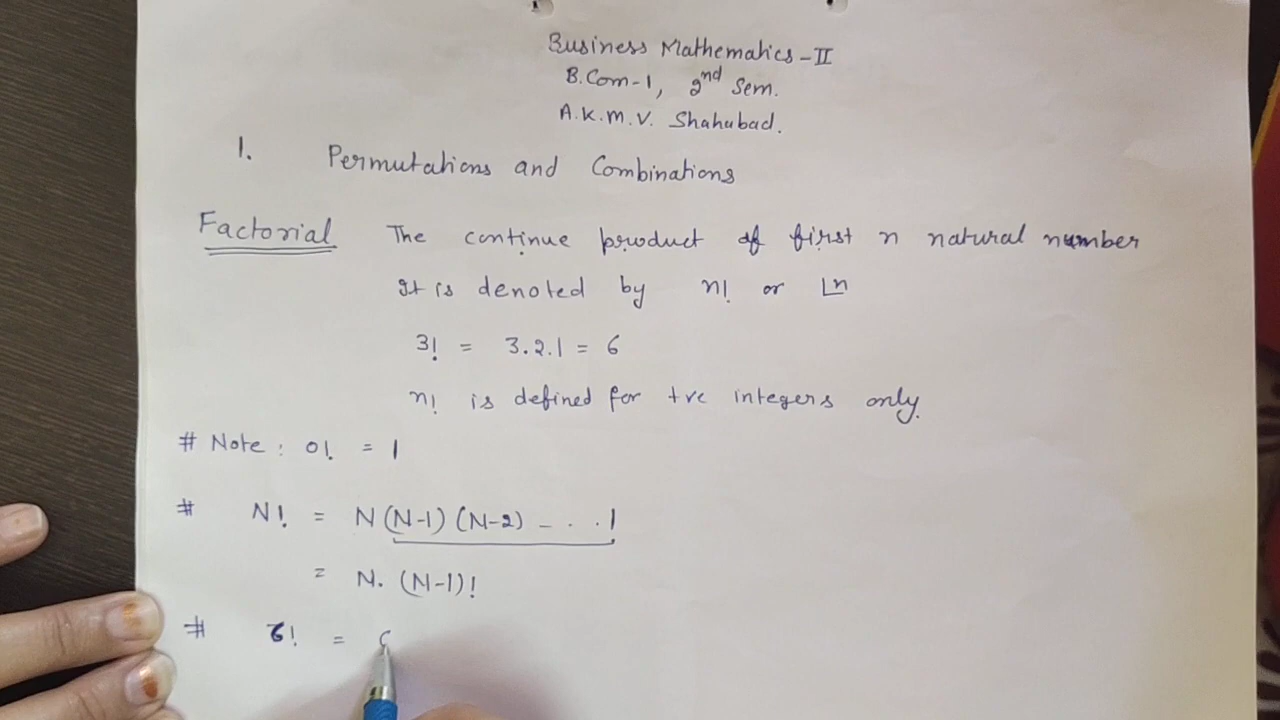 Business Mathematics-II
B.Com-1, 2nd Sem.
A.K.M.V. Shahabad.
1. Permutations and Combinations
Factorial The continue product of first n natural number
It is denoted by n! or ⌊n
3! = 3.2.1 = 6
n! is defined for +ve integers only.
# Note: 0! = 1
# N! = N(N-1)(N-2) - . . 1
= N. (N-1)!
# 6! =